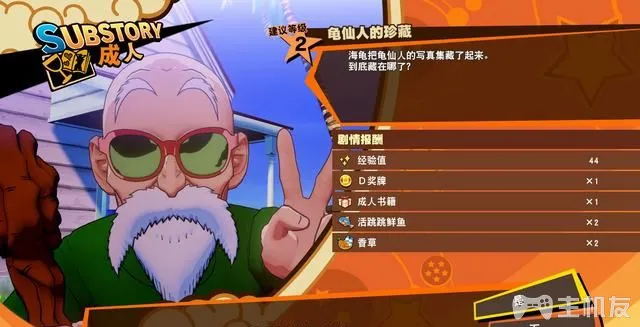 SUBSTORY
成人
建议等级
2
龟仙人的珍藏
海龟把龟仙人的写真集藏了起来。
到底藏在哪了？
剧情报酬
经验值 44
D奖牌 ×1
成人书籍 ×1
活跳跳鲜鱼 ×2
香草 ×2
主机友